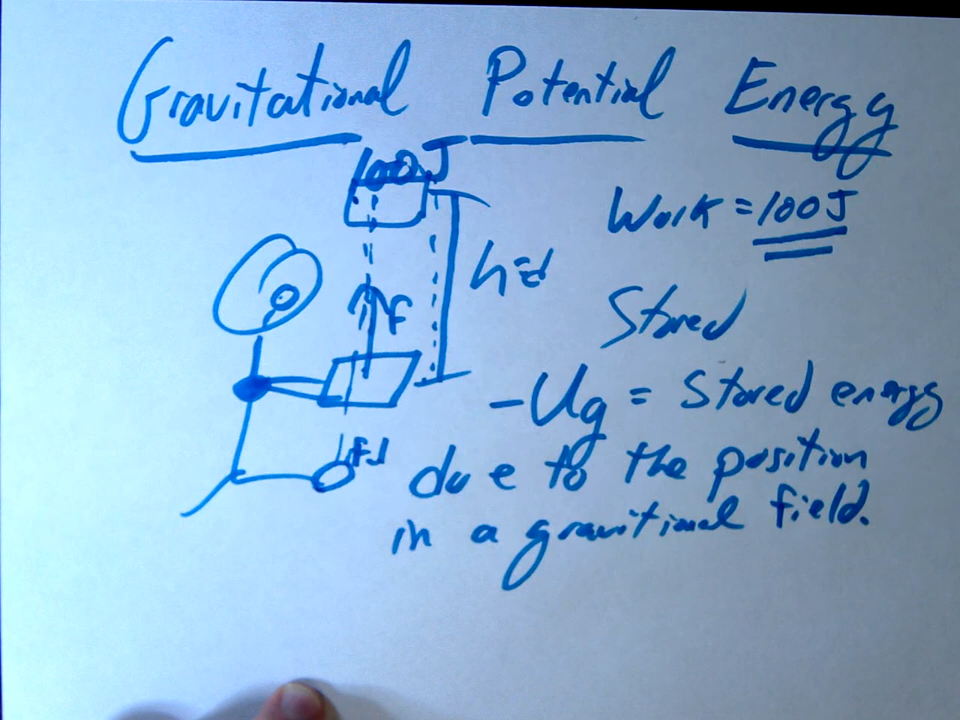 Gravitational Potential Energy
100J
Work = 100J
h=d
F
Stored
-Ug = Stored energy
due to the position
in a gravitional field.